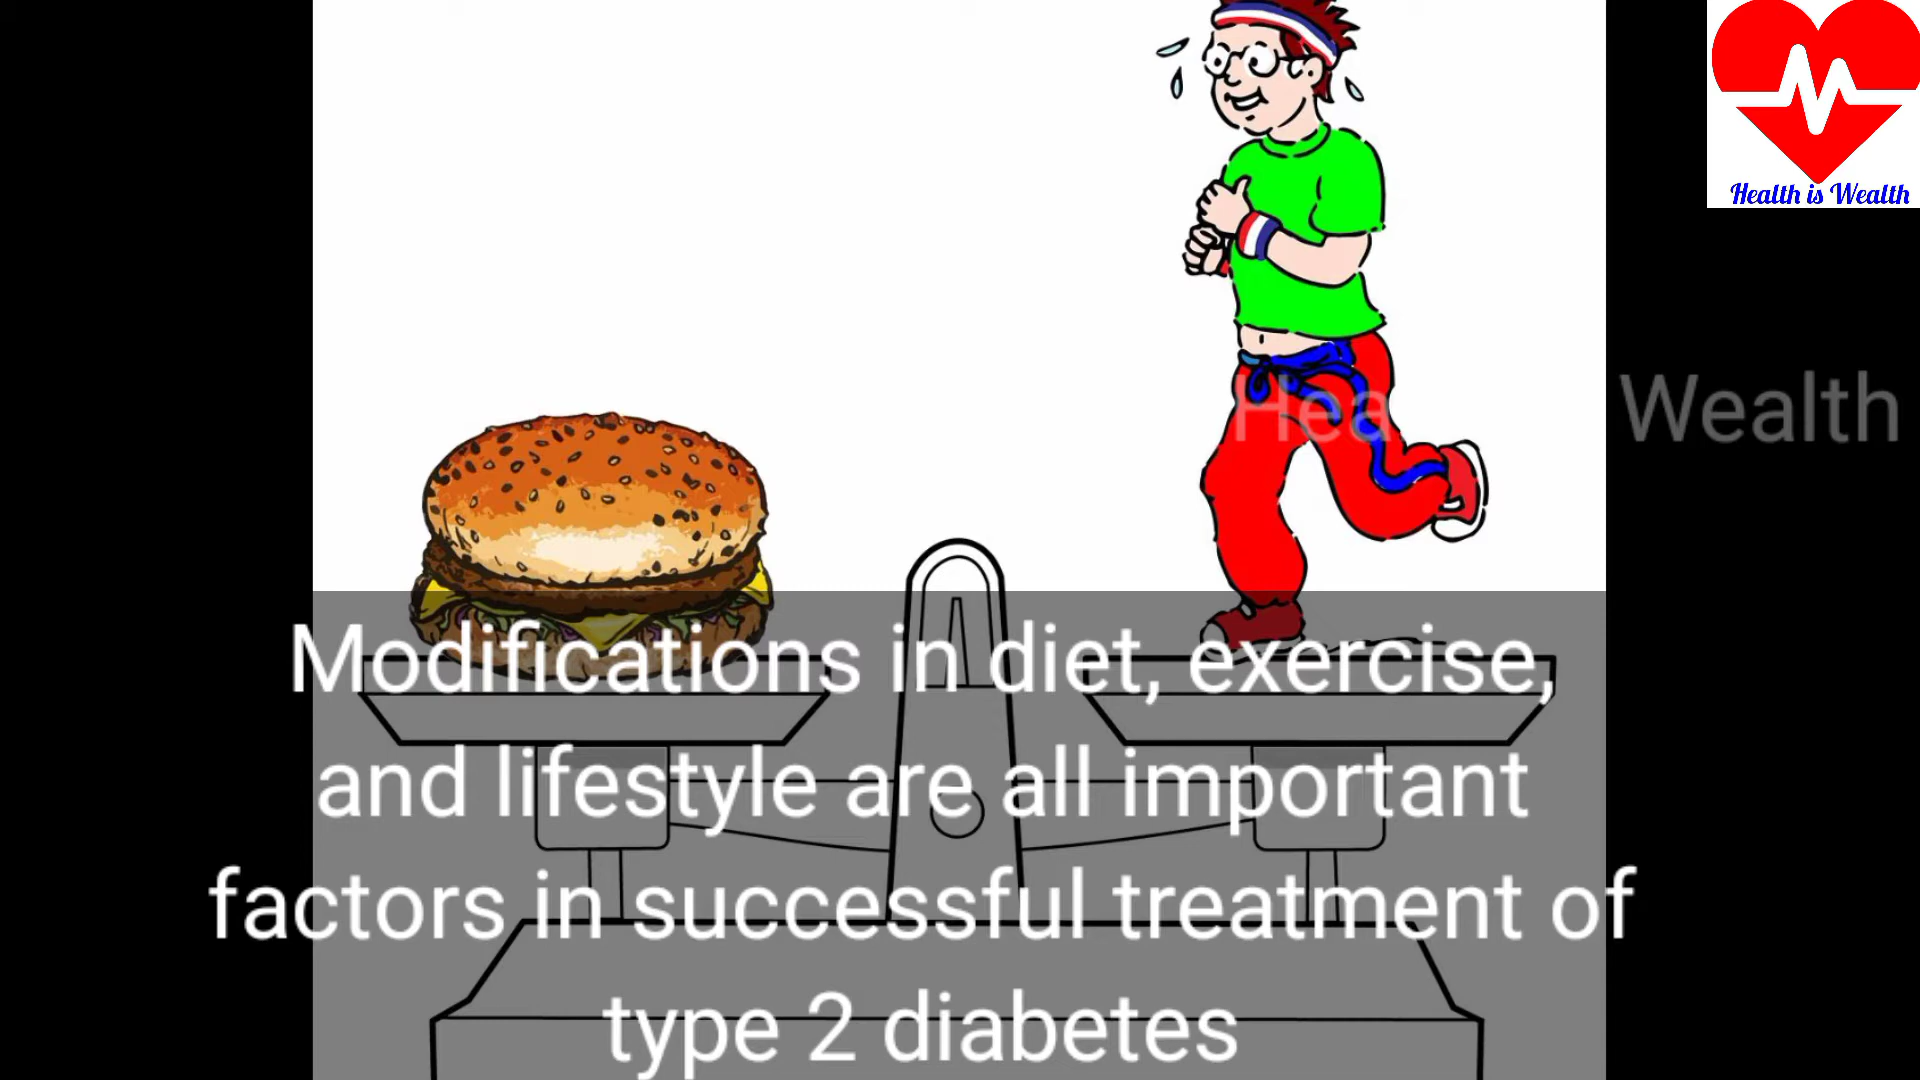 Health is Wealth
Hea Wealth
Modifications in diet, exercise,
and lifestyle are all important
factors in successful treatment of
type 2 diabetes